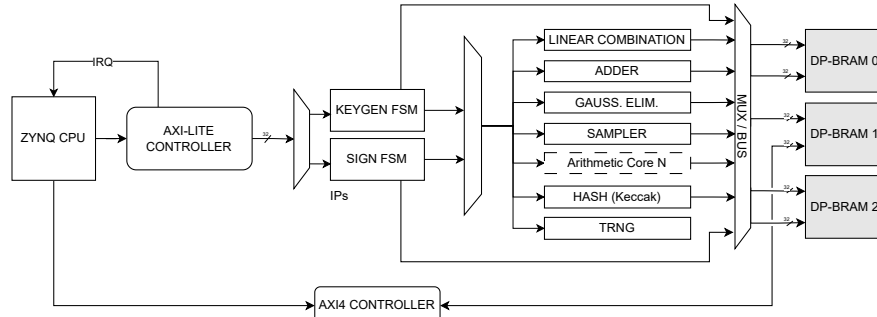 IRQ
ZYNQ CPU
AXI-LITE
CONTROLLER
32
KEYGEN FSM
SIGN FSM
IPs
LINEAR COMBINATION
ADDER
GAUSS. ELIM.
SAMPLER
Arithmetic Core N
HASH (Keccak)
TRNG
MUX / BUS
32
32
DP-BRAM 0
32
32
DP-BRAM 1
32
32
DP-BRAM 2
AXI4 CONTROLLER